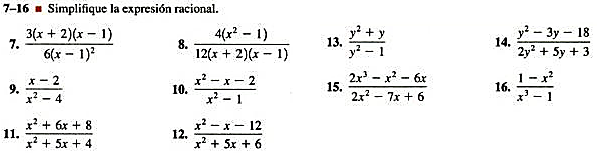 7–16 ■ Simplifique la expresión racional.
7. 3(x + 2)(x − 1) / 6(x − 1)²
8. 4(x² − 1) / 12(x + 2)(x − 1)
13. y² + y / y² − 1
14. y² − 3y − 18 / 2y² + 5y + 3
9. x − 2 / x² − 4
10. x² − x − 2 / x² − 1
15. 2x³ − x² − 6x / 2x² − 7x + 6
16. 1 − x² / x³ − 1
11. x² + 6x + 8 / x² + 5x + 4
12. x² − x − 12 / x² + 5x + 6